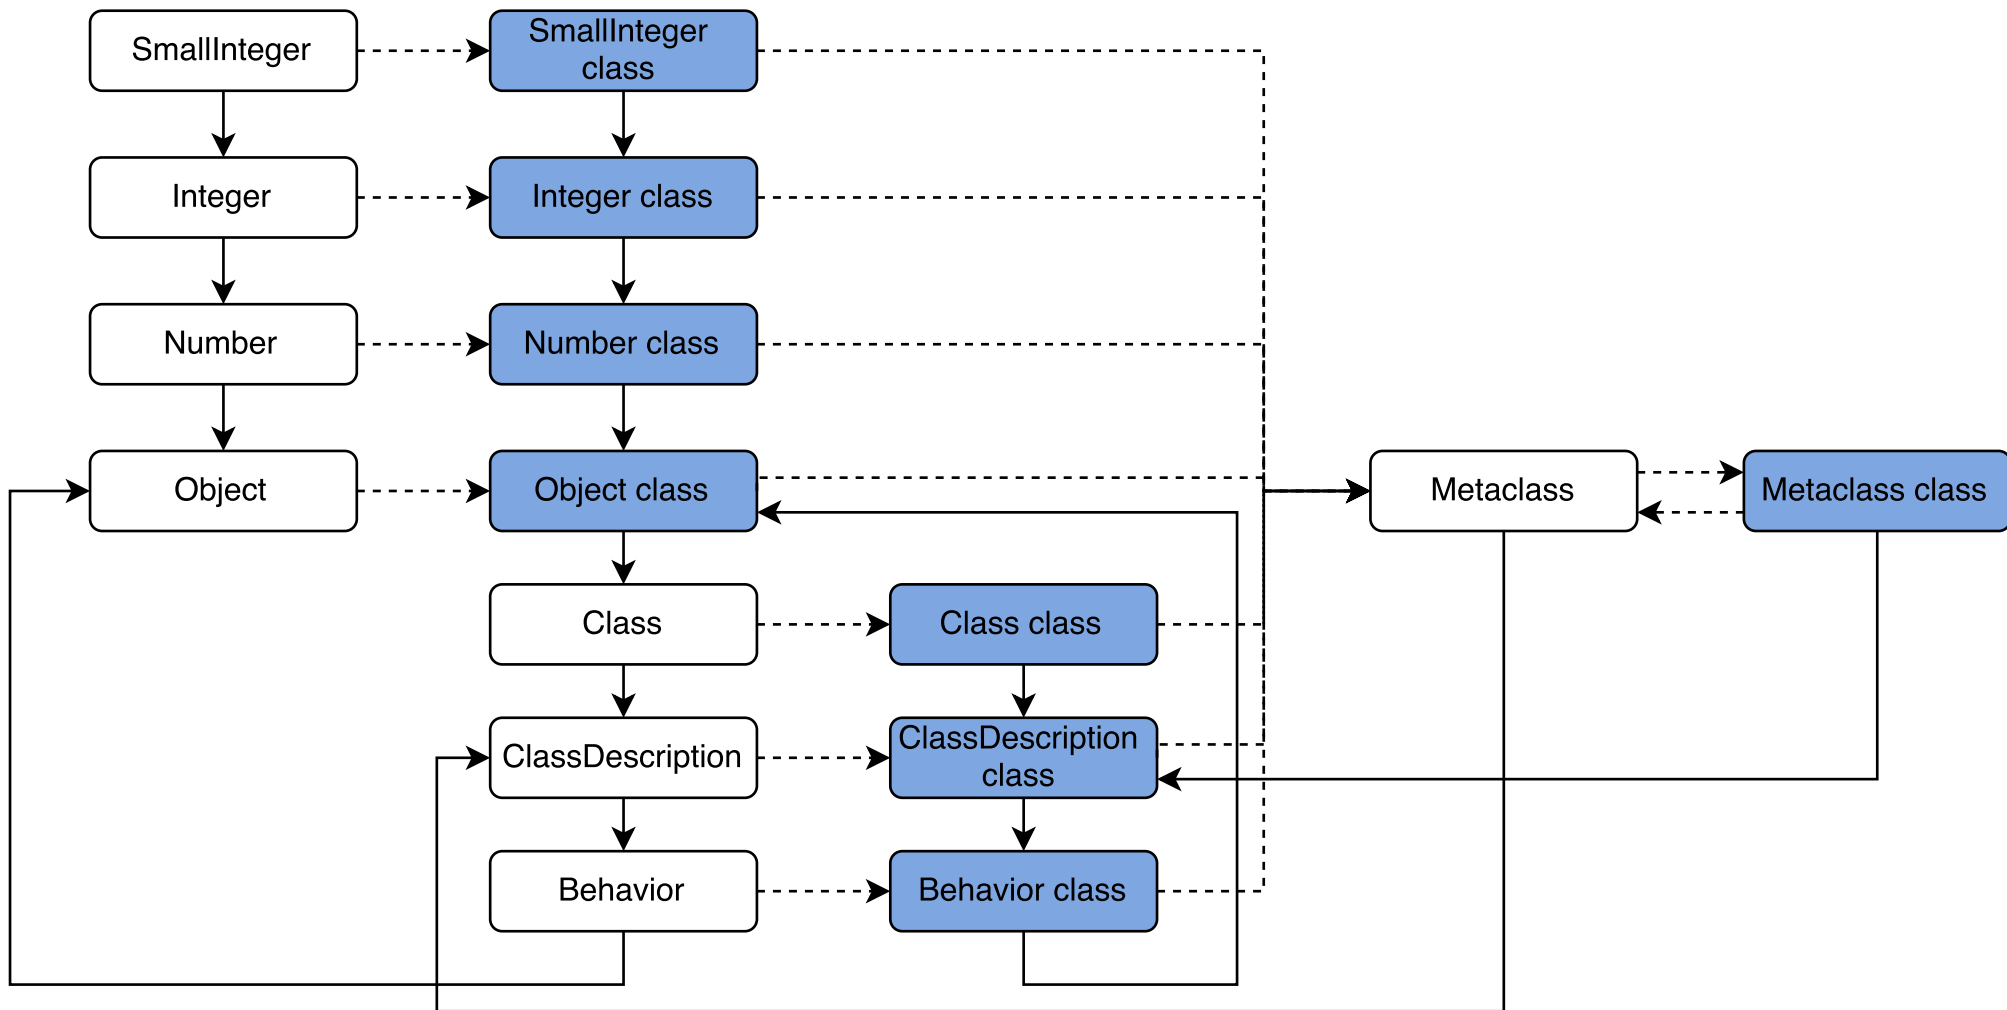 SmallInteger
SmallInteger
class
Integer
Integer class
Number
Number class
Object
Object class
Metaclass
Metaclass class
Class
Class class
ClassDescription
ClassDescription
class
Behavior
Behavior class